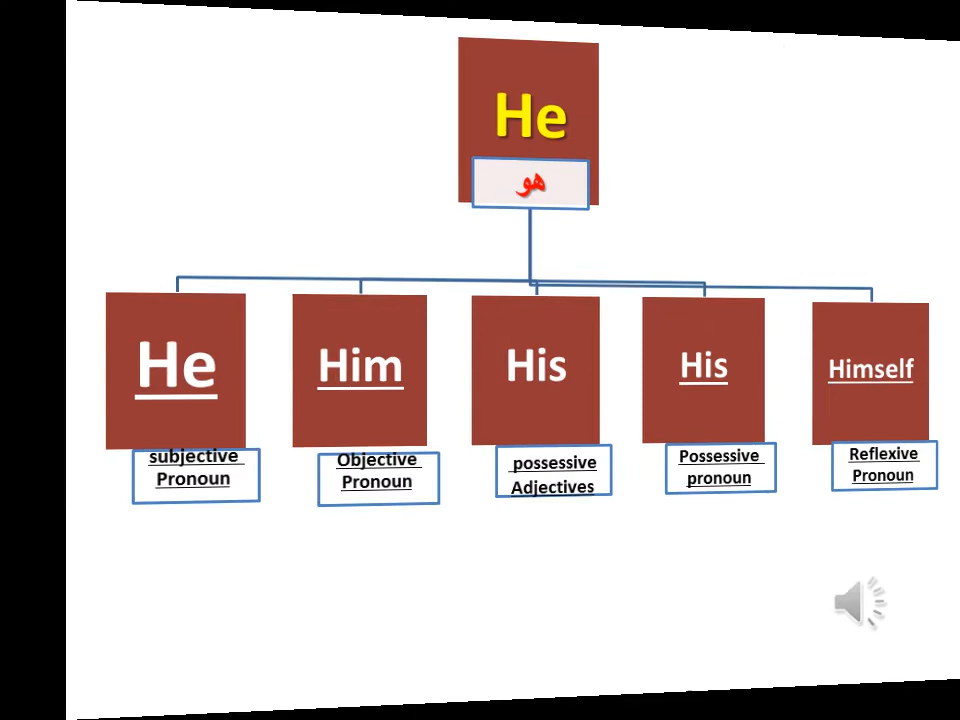 He
هو
He
Him
His
His
Himself
subjective
Pronoun
Objective
Pronoun
possessive
Adjectives
Possessive
pronoun
Reflexive
Pronoun